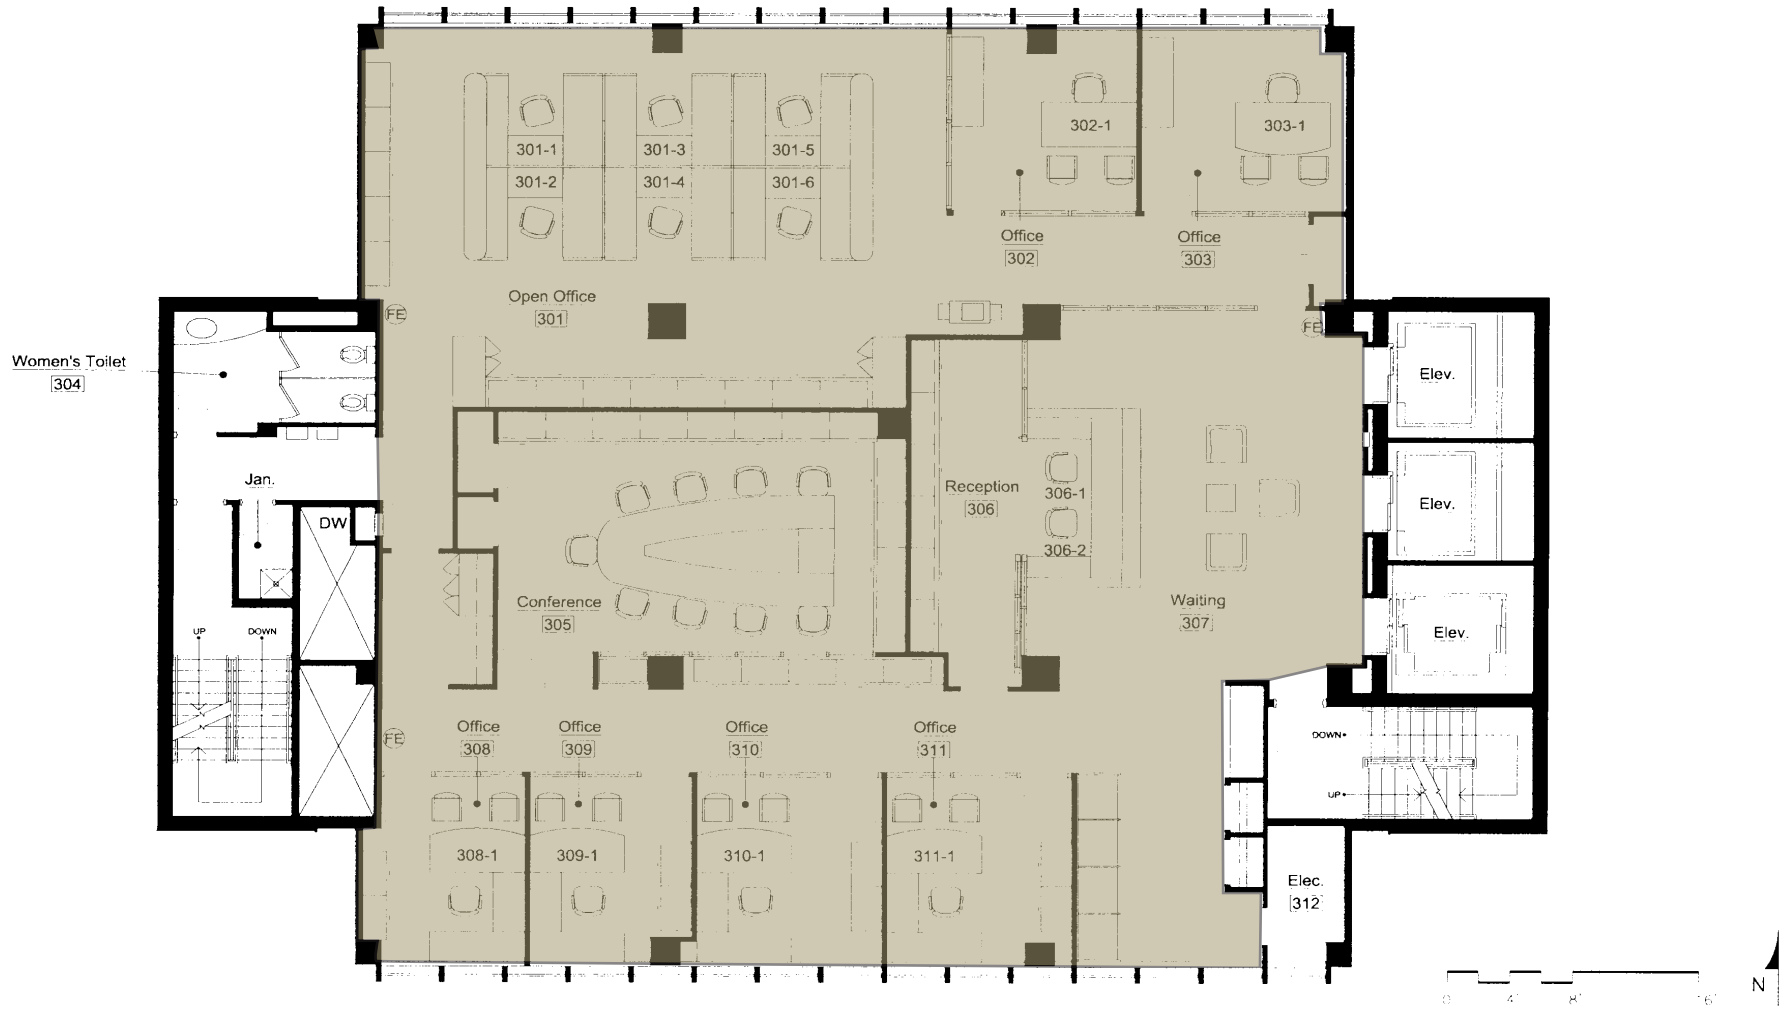 302-1
303-1
301-1
301-3
301-5
301-2
301-4
301-6
Office
302
Office
303
Open Office
301
FE
FE
Women's Toilet
304
Elev.
Jan.
Reception
306
306-1
Elev.
DW
306-2
Conference
305
Waiting
307
UP
DOWN
Elev.
Office
308
Office
309
Office
310
Office
311
FE
DOWN
UP
308-1
309-1
310-1
311-1
Elec.
312
N
0 4' 8' 16'